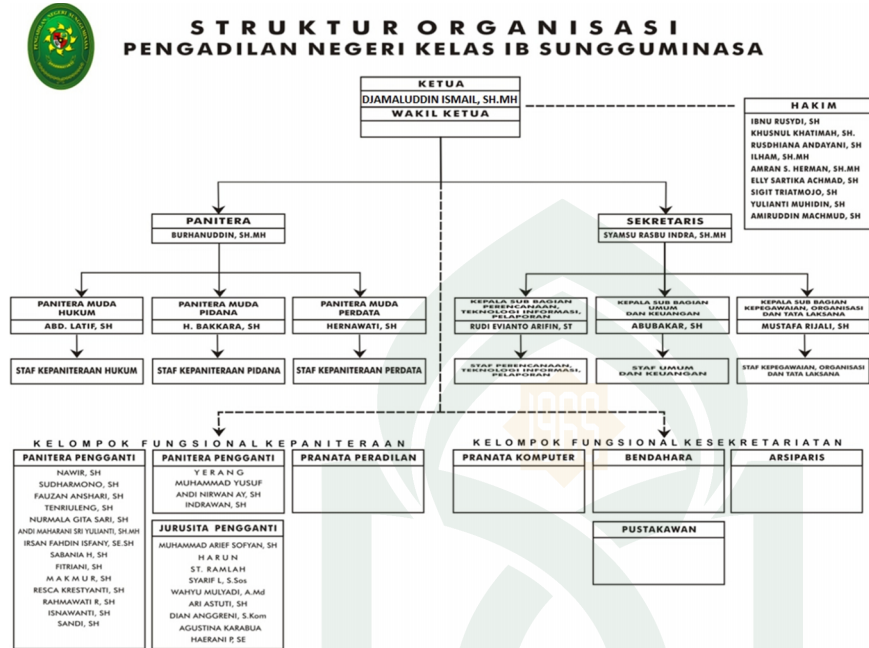 STRUKTUR ORGANISASI
PENGADILAN NEGERI KELAS IB SUNGGUMINASA
KETUA
DJAMALUDDIN ISMAIL, SH.MH
WAKIL KETUA
HAKIM
IBNU RUSYDI, SH
KHUSNUL KHATIMAH, SH.
RUSDHIANA ANDAYANI, SH
ILHAM, SH.MH
AMRAN S. HERMAN, SH.MH
ELLY SARTIKA ACHMAD, SH
SIGIT TRIATMOJO, SH
YULIANTI MUHIDIN, SH
AMIRUDDIN MACHMUD, SH
PANITERA
BURHANUDDIN, SH.MH
SEKRETARIS
SYAMSU RASBU INDRA, SH.MH
PANITERA MUDA
HUKUM
ABD. LATIF, SH
PANITERA MUDA
PIDANA
H. BAKKARA, SH
PANITERA MUDA
PERDATA
HERNAWATI, SH
KEPALA SUB BAGIAN
PERENCANAAN,
TEKNOLOGI INFORMASI,
PELAPORAN
RUDI EVIANTO ARIFIN, ST
KEPALA SUB BAGIAN
UMUM
DAN KEUANGAN
ABUBAKAR, SH
KEPALA SUB BAGIAN
KEPEGAWAIAN, ORGANISASI
DAN TATA LAKSANA
MUSTAFA RIJALI, SH
STAF KEPANITERAAN HUKUM
STAF KEPANITERAAN PIDANA
STAF KEPANITERAAN PERDATA
STAF PERENCANAAN,
TEKNOLOGI INFORMASI,
PELAPORAN
STAF UMUM
DAN KEUANGAN
STAF KEPEGAWAIAN, ORGANISASI
DAN TATA LAKSANA
1965
KELOMPOK FUNGSIONAL KEPANITERAAN
PANITERA PENGGANTI
NAWIR, SH
SUDHARMONO, SH
FAUZAN ANSHARI, SH
TENRIULENG, SH
NURMALA GITA SARI, SH
ANDI MAHARANI SRI YULIANTI, SH.MH
IRSAN FAHDIN ISFANY, SE.SH
SABANIA H, SH
FITRIANI, SH
MAKMUR, SH
RESCA KRESTYANTI, SH
RAHMAWATI R, SH
ISNAWANTI, SH
SANDI, SH
PANITERA PENGGANTI
YERANG
MUHAMMAD YUSUF
ANDI NIRWAN AY, SH
INDRAWAN, SH
JURUSITA PENGGANTI
MUHAMMAD ARIEF SOFYAN, SH
HARUN
ST. RAMLAH
SYARIF L, S.Sos
WAHYU MULYADI, A.Md
ARI ASTUTI, SH
DIAN ANGGRENI, S.Kom
AGUSTINA KARABUA
HAERANI P, SE
PRANATA PERADILAN
KELOMPOK FUNGSIONAL KESEKRETARIATAN
PRANATA KOMPUTER
BENDAHARA
ARSIPARIS
PUSTAKAWAN